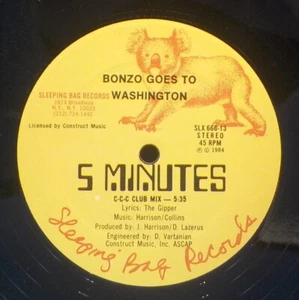 BONZO GOES TO
WASHINGTON
SLEEPING BAG RECORDS
1974 Broadway
N.Y., N.Y. 10023
(212) 724-1440
Licensed by Construct Music
SLX 666-13
STEREO
45 RPM
℗ © 1984
5 MINUTES
C-C-C CLUB MIX — 5:35
Lyrics: The Gipper
Music: Harrison/Collins
Produced by: J. Harrison/D. Lazerus
Engineered by: D. Vartanian
Construct Music, Inc. ASCAP
Sleeping Bag Records